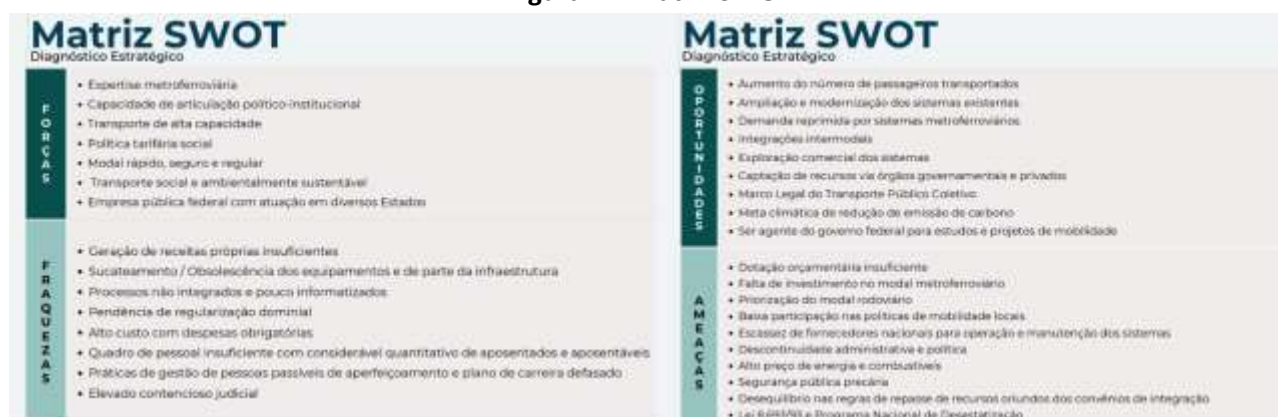 Matriz SWOT
Diagnóstico Estratégico
FORÇAS
• Expertise metroferroviária
• Capacidade de articulação político-institucional
• Transporte de alta capacidade
• Política tarifária social
• Modal rápido, seguro e regular
• Transporte social e ambientalmente sustentável
• Empresa pública federal com atuação em diversos Estados
FRAQUEZAS
• Geração de receitas próprias insuficientes
• Sucateamento / Obsolescência dos equipamentos e de parte da infraestrutura
• Processos não integrados e pouco informatizados
• Pendência de regularização dominial
• Alto custo com despesas obrigatórias
• Quadro de pessoal insuficiente com considerável quantitativo de aposentados e aposentáveis
• Práticas de gestão de pessoas passíveis de aperfeiçoamento e plano de carreira defasado
• Elevado contencioso judicial
Matriz SWOT
Diagnóstico Estratégico
OPORTUNIDADES
• Aumento do número de passageiros transportados
• Ampliação e modernização dos sistemas existentes
• Demanda reprimida por sistemas metroferroviários
• Integrações intermodais
• Exploração comercial dos sistemas
• Captação de recursos via órgãos governamentais e privados
• Marco Legal do Transporte Público Coletivo
• Meta climática de redução de emissão de carbono
• Ser agente do governo federal para estudos e projetos de mobilidade
AMEAÇAS
• Dotação orçamentária insuficiente
• Falta de investimento no modal metroferroviário
• Priorização do modal rodoviário
• Baixa participação nas políticas de mobilidade locais
• Escassez de fornecedores nacionais para operação e manutenção dos sistemas
• Descontinuidade administrativa e política
• Alto preço de energia e combustíveis
• Segurança pública precária
• Desequilíbrio nas regras de repasse de recursos oriundos dos convênios de integração
• Lei e Programa Nacional de Desestatização